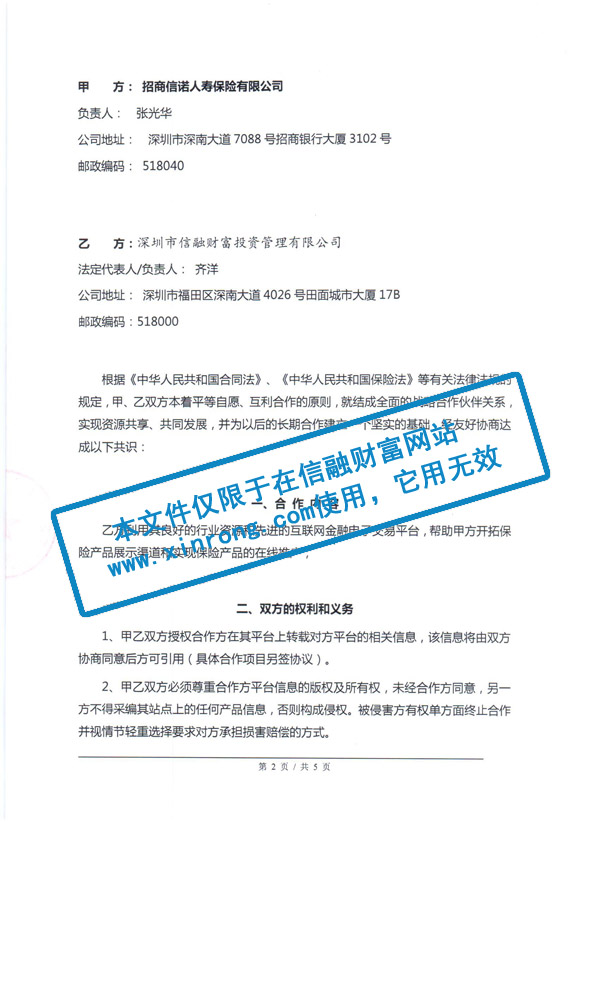 甲　　方： 招商信诺人寿保险有限公司
负责人： 张光华
公司地址： 深圳市深南大道 7088 号招商银行大厦 3102 号
邮政编码： 518040
乙　　方：深圳市信融财富投资管理有限公司
法定代表人/负责人： 齐洋
公司地址： 深圳市福田区深南大道 4026 号田面城市大厦 17B
邮政编码：518000
根据《中华人民共和国合同法》、《中华人民共和国保险法》等有关法律法规的
规定，甲、乙双方本着平等自愿、互利合作的原则，就结成全面的战略合作伙伴关系，
实现资源共享、共同发展，并为以后的长期合作建立一下坚实的基础，经友好协商达
成以下共识：
一、合 作 内 容
乙方利用其良好的行业资源和先进的互联网金融电子交易平台，帮助甲方开拓保
险产品展示渠道和实现保险产品的在线推广；
本文件仅限于在信融财富网站
www.xinrong.com使用，它用无效
二、双方的权利和义务
1、甲乙双方授权合作方在其平台上转载对方平台的相关信息，该信息将由双方
协商同意后方可引用（具体合作项目另签协议）。
2、甲乙双方必须尊重合作方平台信息的版权及所有权，未经合作方同意，另一
方不得采编其站点上的任何产品信息，否则构成侵权。被侵害方有权单方面终止合作
并视情节轻重选择要求对方承担损害赔偿的方式。
第 2 页 / 共 5 页